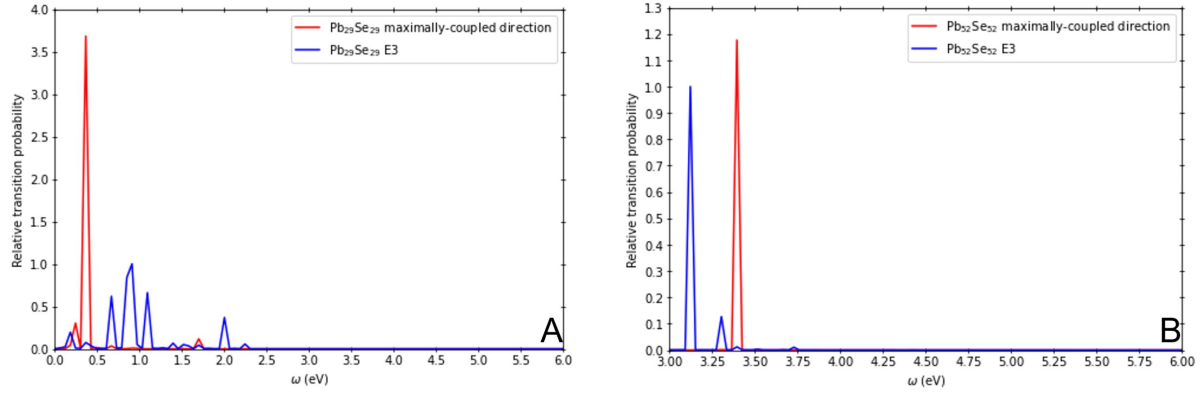 4.0
3.5
3.0
2.5
2.0
1.5
1.0
0.5
0.0
Relative transition probability
Pb₂₉Se₂₉ maximally-coupled direction
Pb₂₉Se₂₉ E3
A
0.0 0.5 1.0 1.5 2.0 2.5 3.0 3.5 4.0 4.5 5.0 5.5 6.0
ω (eV)
1.3
1.2
1.1
1.0
0.9
0.8
0.7
0.6
0.5
0.4
0.3
0.2
0.1
0.0
Relative transition probability
Pb₅₂Se₅₂ maximally-coupled direction
Pb₅₂Se₅₂ E3
B
3.00 3.25 3.50 3.75 4.00 4.25 4.50 4.75 5.00 5.25 5.50 5.75 6.00
ω (eV)